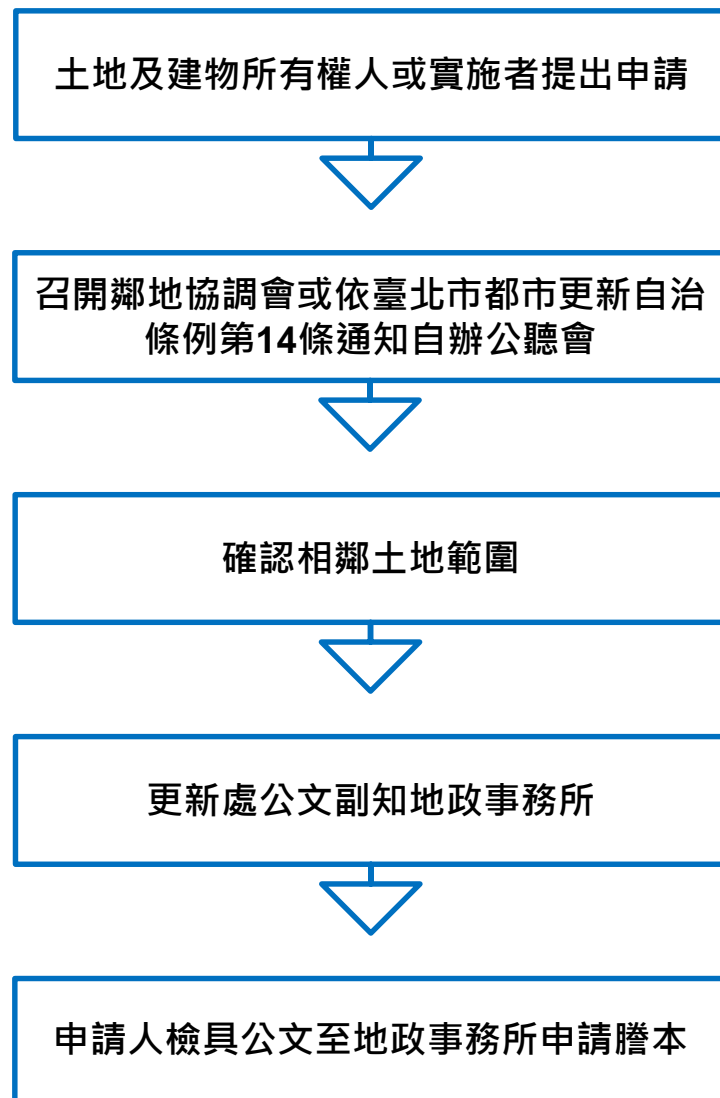 土地及建物所有權人或實施者提出申請
召開鄰地協調會或依臺北市都市更新自治
條例第14條通知自辦公聽會
確認相鄰土地範圍
更新處公文副知地政事務所
申請人檢具公文至地政事務所申請謄本